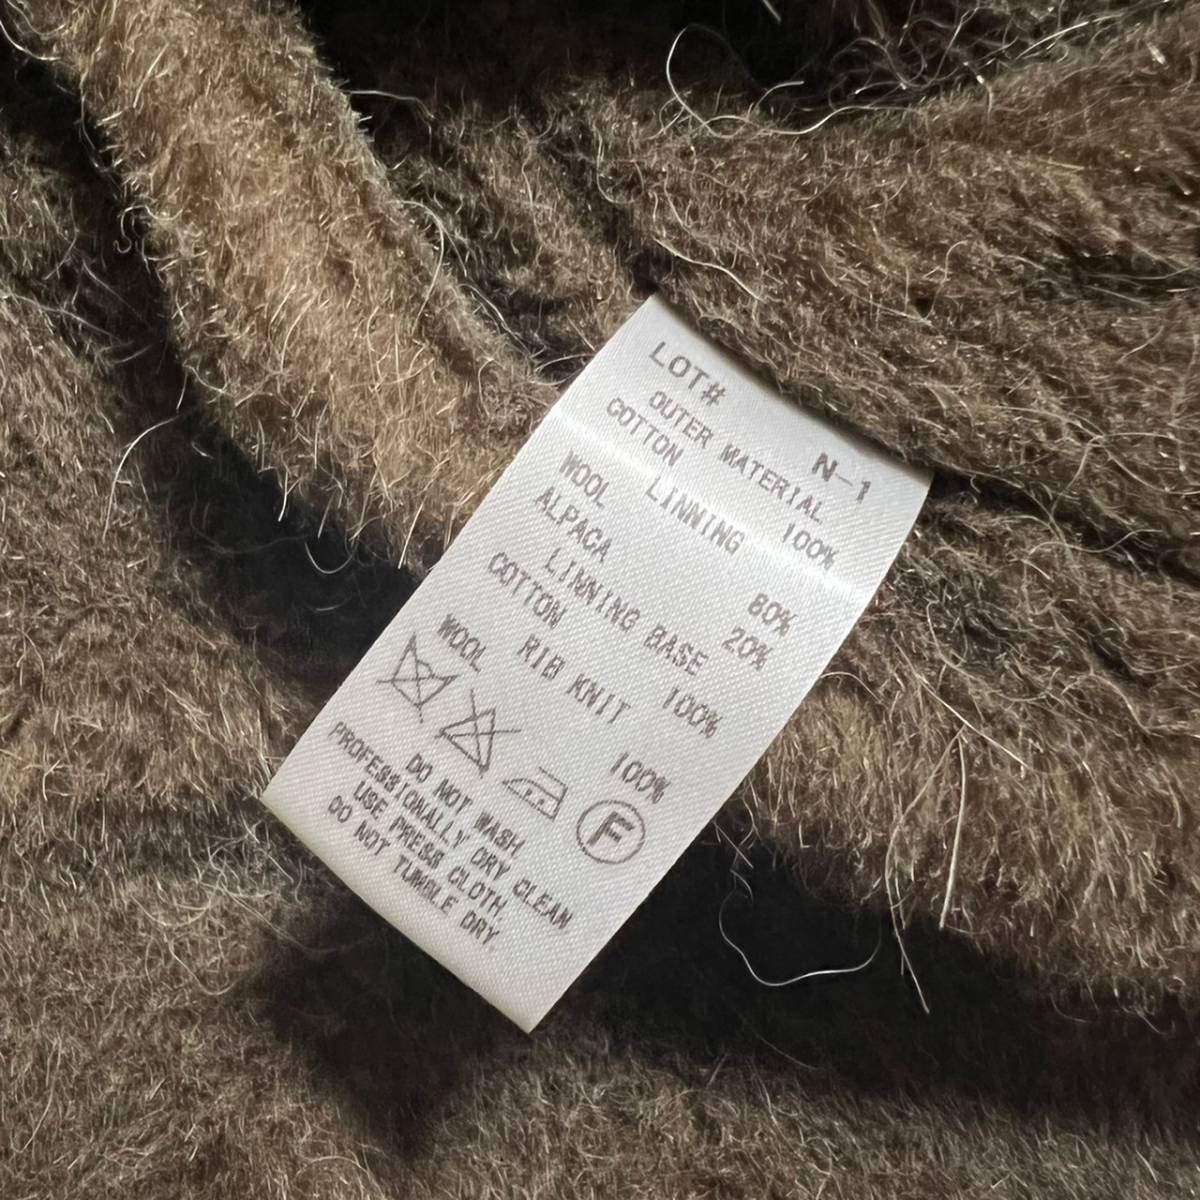 LOT# N-1
OUTER MATERIAL
COTTON 100%
LINNING
WOOL 80%
ALPACA 20%
LINNING BASE
COTTON 100%
RIB KNIT
WOOL 100%
F
DO NOT WASH,
PROFESSIONALLY DRY CLEAN
USE PRESS CLOTH,
DO NOT TUMBLE DRY.